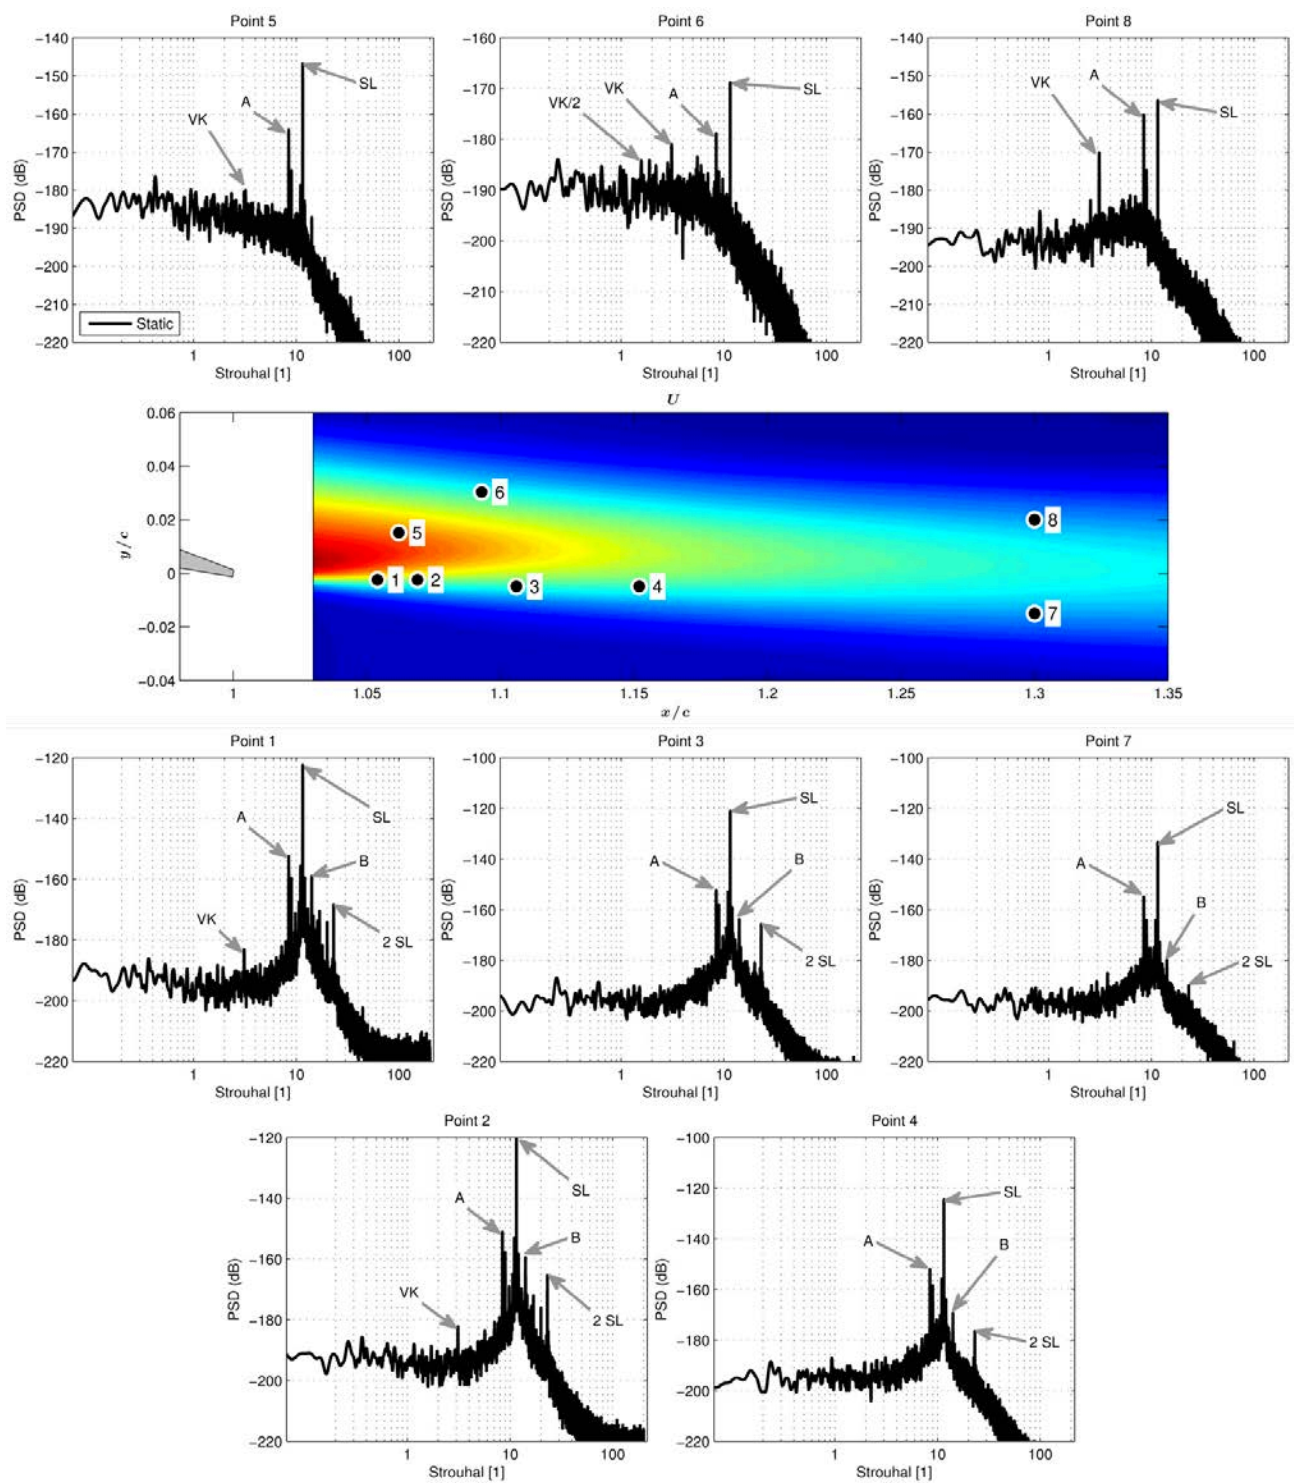 Point 5
−140
−150
−160
−170
−180
−190
−200
−210
−220
PSD (dB)
VK
A
SL
Static
1
10
100
Strouhal [1]
Point 6
−160
−170
−180
−190
−200
−210
−220
PSD (dB)
VK/2
VK
A
SL
1
10
100
Strouhal [1]
Point 8
−140
−150
−160
−170
−180
−190
−200
−210
−220
PSD (dB)
VK
A
SL
1
10
100
Strouhal [1]
U
0.06
0.04
0.02
0
−0.02
−0.04
y/c
1
2
3
4
5
6
7
8
1
1.05
1.1
1.15
1.2
1.25
1.3
1.35
x/c
Point 1
−120
−140
−160
−180
−200
−220
PSD (dB)
VK
A
SL
B
2 SL
1
10
100
Strouhal [1]
Point 3
−100
−120
−140
−160
−180
−200
−220
PSD (dB)
A
SL
B
2 SL
1
10
100
Strouhal [1]
Point 7
−100
−120
−140
−160
−180
−200
−220
PSD (dB)
A
SL
B
2 SL
1
10
100
Strouhal [1]
Point 2
−120
−140
−160
−180
−200
−220
PSD (dB)
VK
A
SL
B
2 SL
1
10
100
Strouhal [1]
Point 4
−100
−120
−140
−160
−180
−200
−220
PSD (dB)
A
SL
B
2 SL
1
10
100
Strouhal [1]